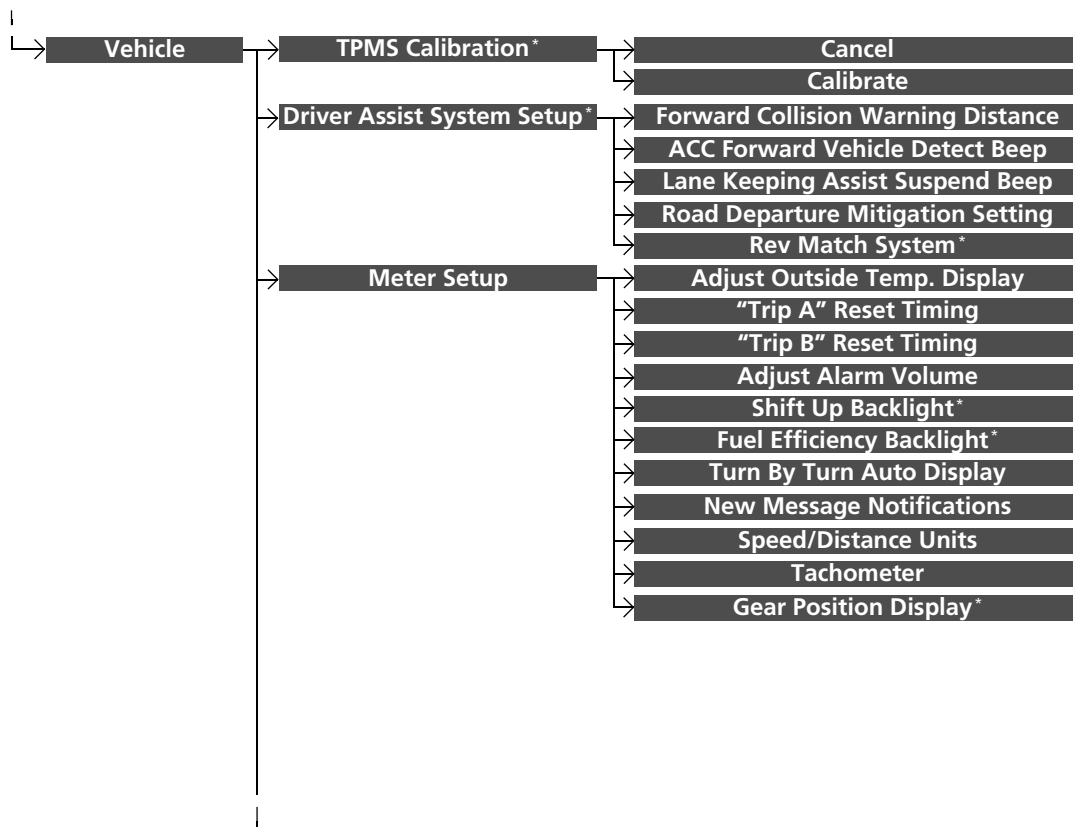 Vehicle
TPMS Calibration*
Cancel
Calibrate
Driver Assist System Setup*
Forward Collision Warning Distance
ACC Forward Vehicle Detect Beep
Lane Keeping Assist Suspend Beep
Road Departure Mitigation Setting
Rev Match System*
Meter Setup
Adjust Outside Temp. Display
“Trip A” Reset Timing
“Trip B” Reset Timing
Adjust Alarm Volume
Shift Up Backlight*
Fuel Efficiency Backlight*
Turn By Turn Auto Display
New Message Notifications
Speed/Distance Units
Tachometer
Gear Position Display*